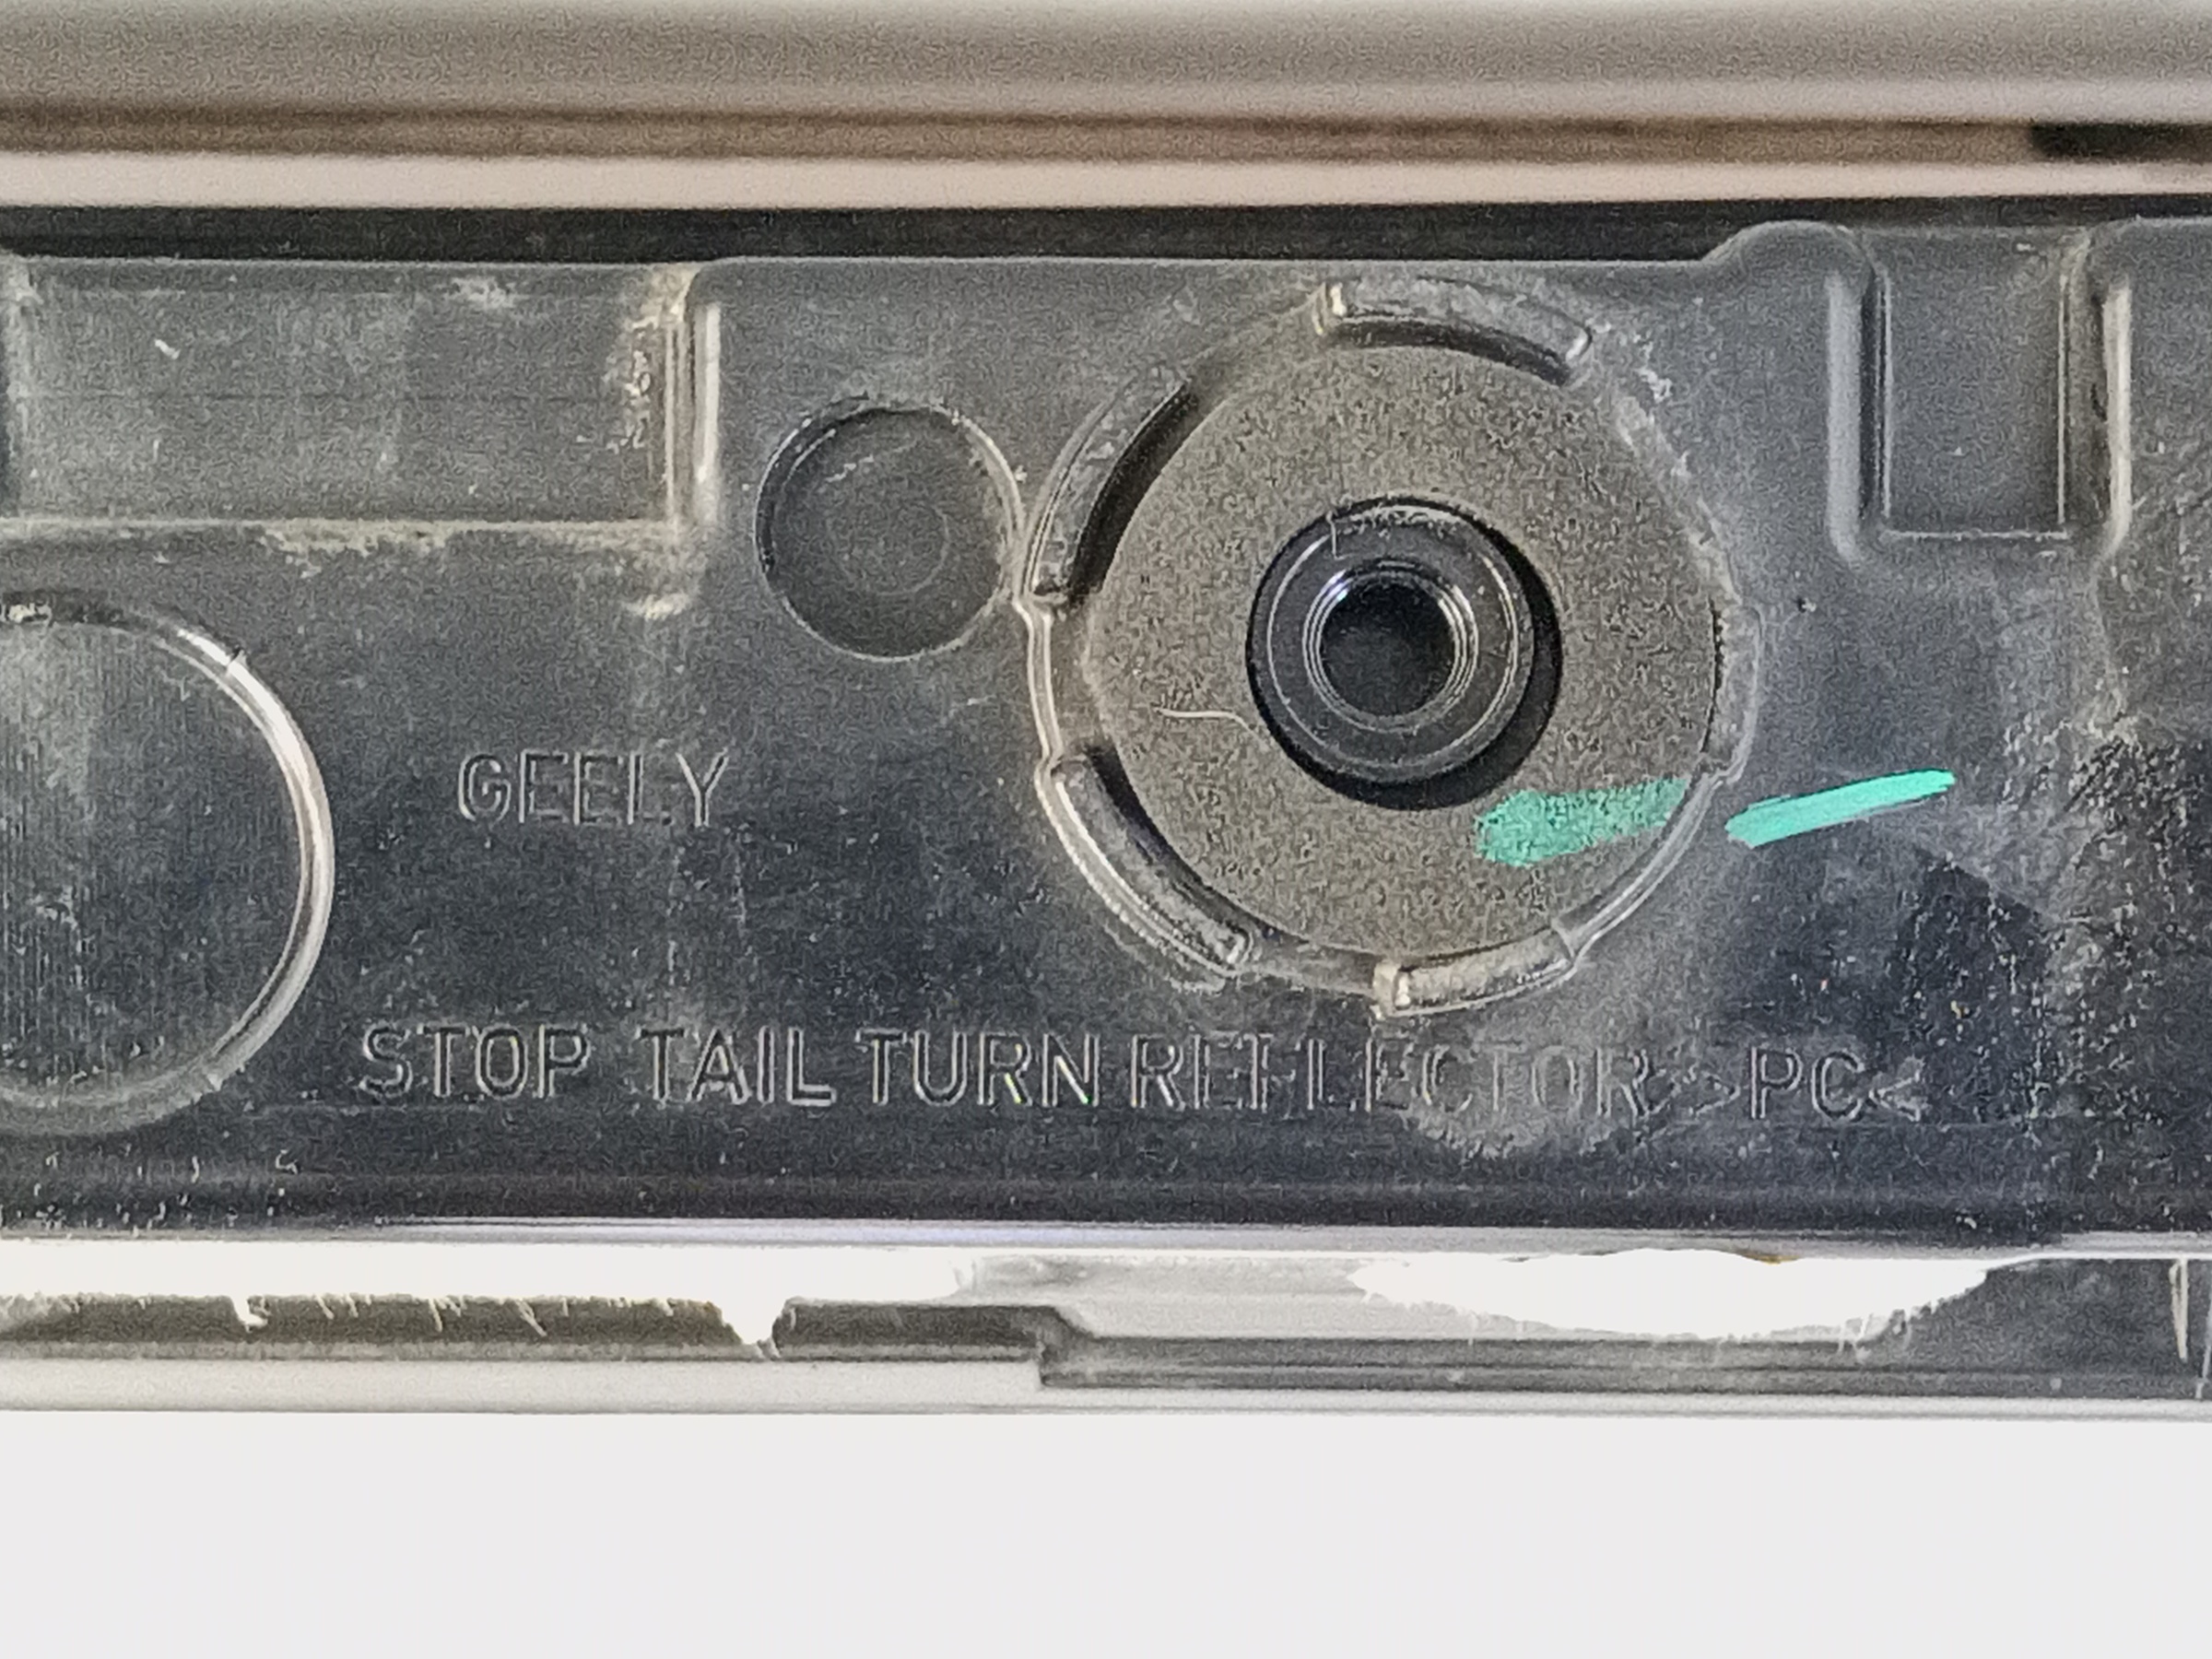 GEELY
STOP TAIL TURN REFLECTOR >PC<